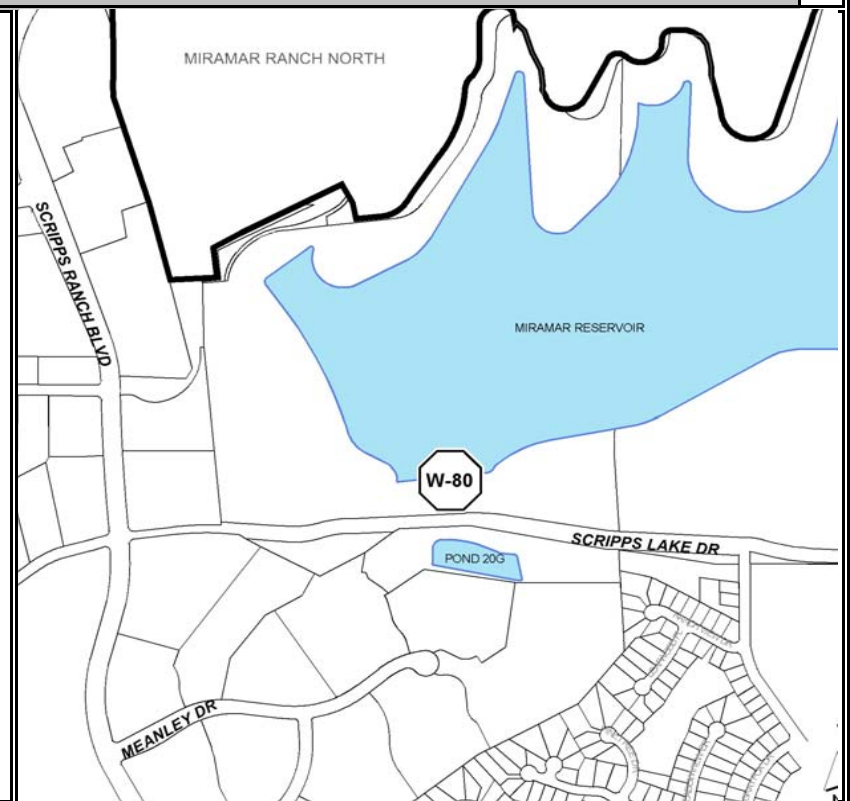 MIRAMAR RANCH NORTH
SCRIPPS RANCH BLVD
MIRAMAR RESERVOIR
W-80
SCRIPPS LAKE DR
POND 20G
MEANLEY DR